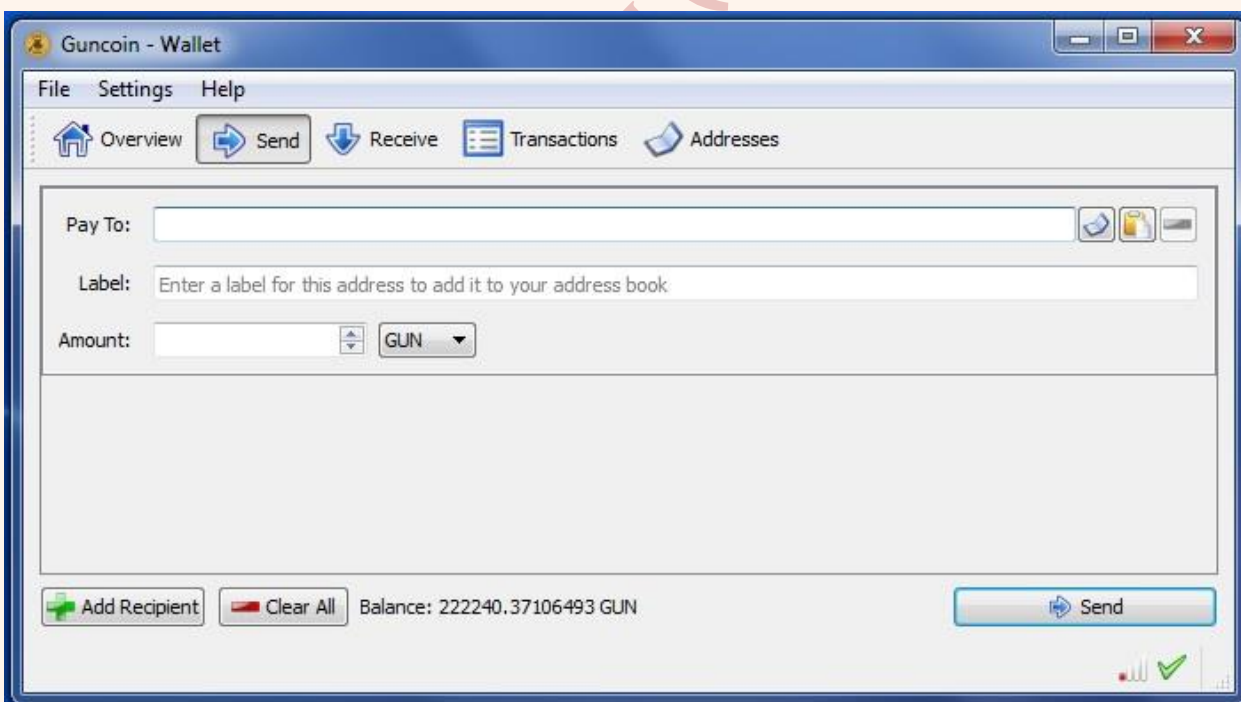 Guncoin - Wallet
File Settings Help
Overview Send Receive Transactions Addresses
Pay To:
Label: Enter a label for this address to add it to your address book
Amount: GUN
Add Recipient Clear All Balance: 222240.37106493 GUN Send